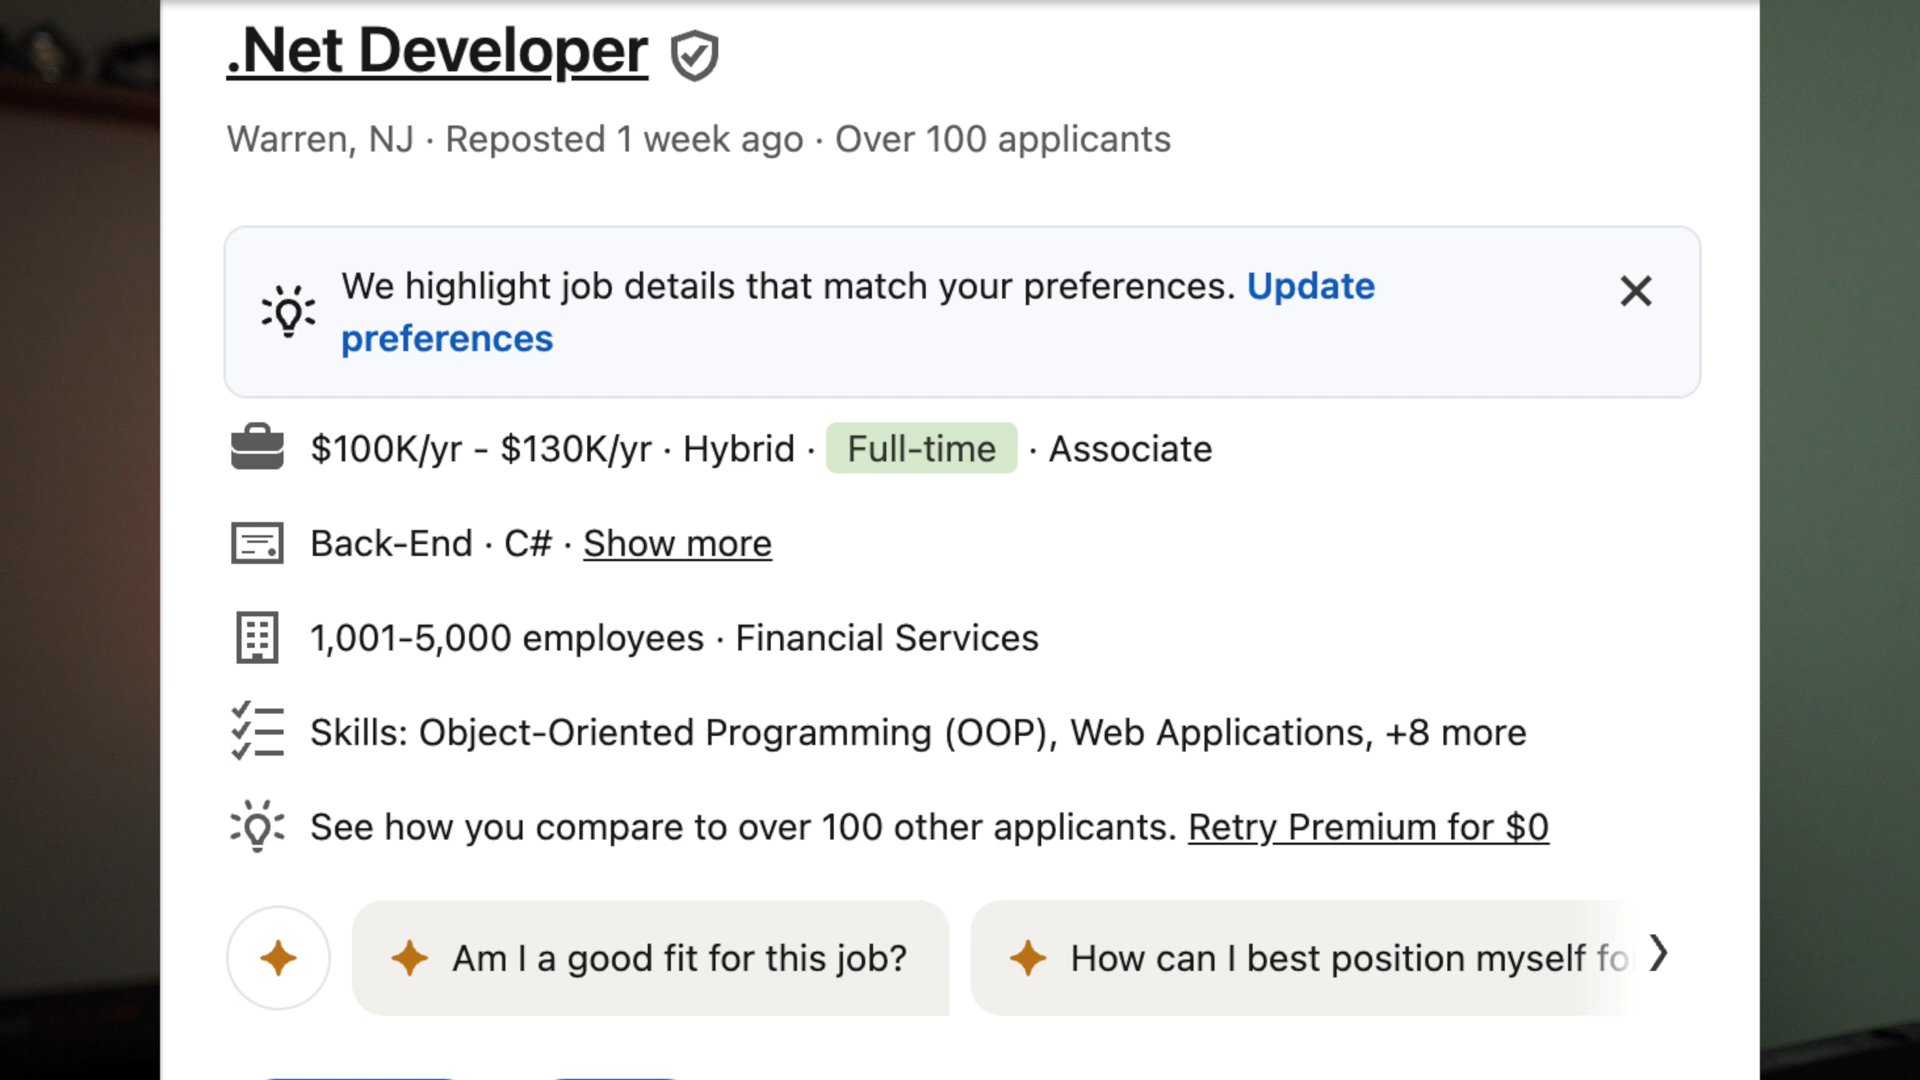 .Net Developer
Warren, NJ · Reposted 1 week ago · Over 100 applicants
We highlight job details that match your preferences. Update
preferences
$100K/yr - $130K/yr · Hybrid · Full-time · Associate
Back-End · C# · Show more
1,001-5,000 employees · Financial Services
Skills: Object-Oriented Programming (OOP), Web Applications, +8 more
See how you compare to over 100 other applicants. Retry Premium for $0
Am I a good fit for this job?
How can I best position myself fo